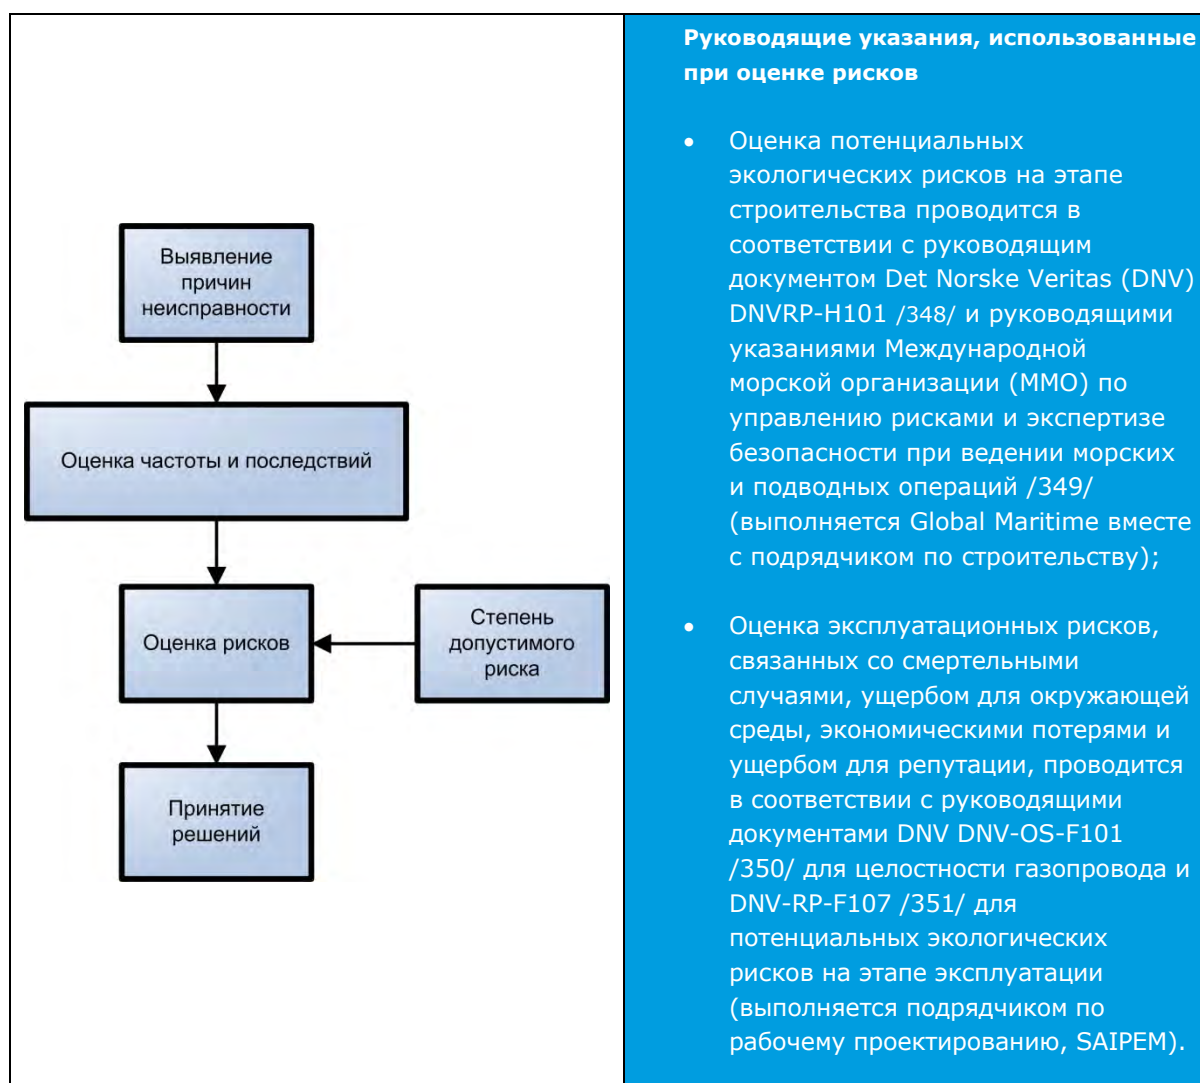 Выявление
причин
неисправности
Оценка частоты и последствий
Оценка рисков
Степень
допустимого
риска
Принятие
решений
Руководящие указания, использованные
при оценке рисков
• Оценка потенциальных
экологических рисков на этапе
строительства проводится в
соответствии с руководящим
документом Det Norske Veritas (DNV)
DNVRP-H101 /348/ и руководящими
указаниями Международной
морской организации (ММО) по
управлению рисками и экспертизе
безопасности при ведении морских
и подводных операций /349/
(выполняется Global Maritime вместе
с подрядчиком по строительству);
• Оценка эксплуатационных рисков,
связанных со смертельными
случаями, ущербом для окружающей
среды, экономическими потерями и
ущербом для репутации, проводится
в соответствии с руководящими
документами DNV DNV-OS-F101
/350/ для целостности газопровода и
DNV-RP-F107 /351/ для
потенциальных экологических
рисков на этапе эксплуатации
(выполняется подрядчиком по
рабочему проектированию, SAIPEM).